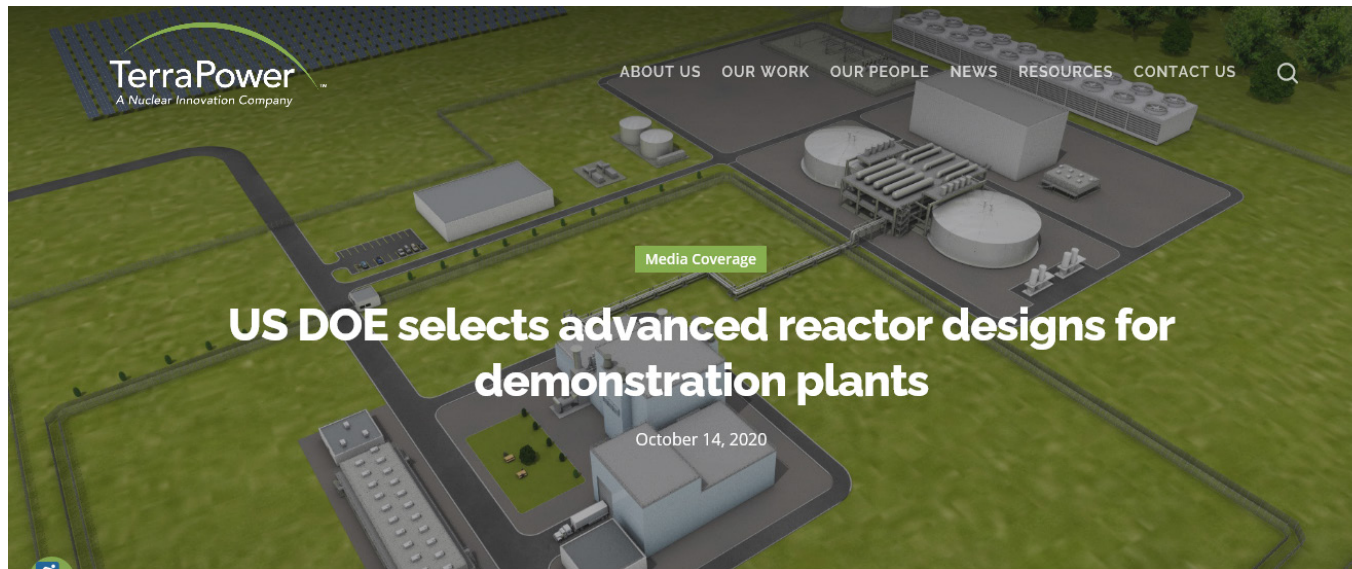 TerraPower
A Nuclear Innovation Company
ABOUT US OUR WORK OUR PEOPLE NEWS RESOURCES CONTACT US
Media Coverage
US DOE selects advanced reactor designs for
demonstration plants
October 14, 2020